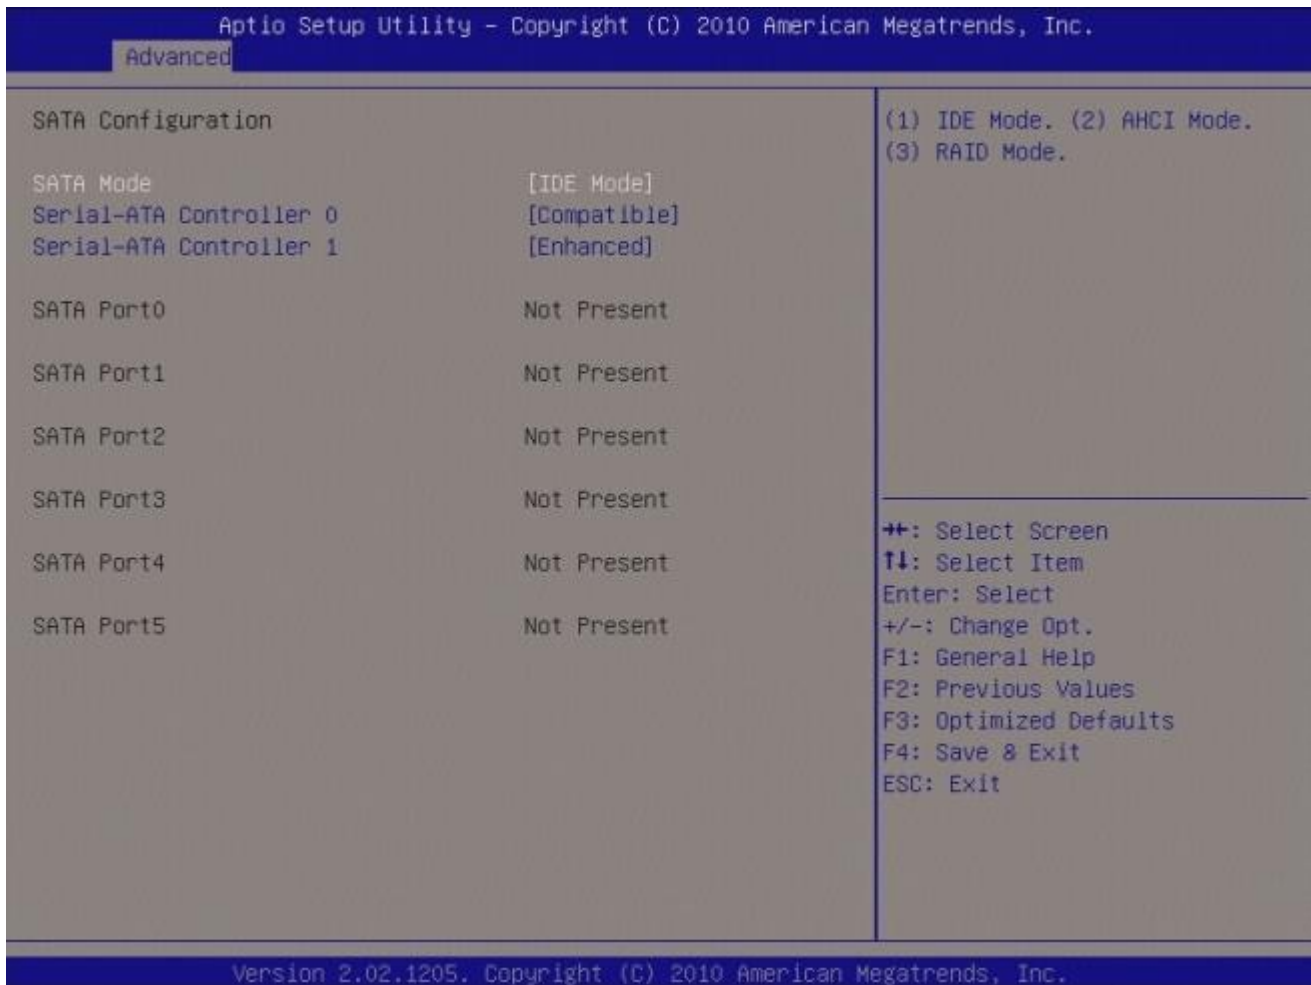 Aptio Setup Utility – Copyright (C) 2010 American Megatrends, Inc.
Advanced
SATA Configuration
SATA Mode [IDE Mode]
Serial-ATA Controller 0 [Compatible]
Serial-ATA Controller 1 [Enhanced]
SATA Port0 Not Present
SATA Port1 Not Present
SATA Port2 Not Present
SATA Port3 Not Present
SATA Port4 Not Present
SATA Port5 Not Present
(1) IDE Mode. (2) AHCI Mode.
(3) RAID Mode.
→←: Select Screen
↑↓: Select Item
Enter: Select
+/-: Change Opt.
F1: General Help
F2: Previous Values
F3: Optimized Defaults
F4: Save & Exit
ESC: Exit
Version 2.02.1205. Copyright (C) 2010 American Megatrends, Inc.